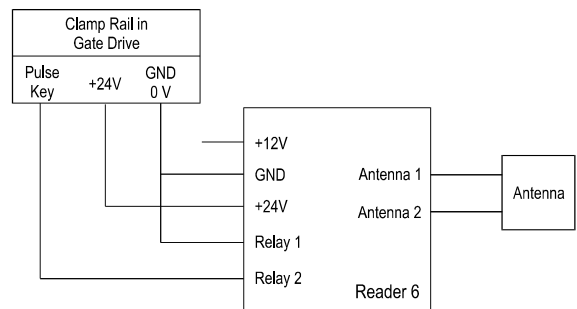 Clamp Rail in
Gate Drive
Pulse
Key
+24V
GND
0 V
+12V
GND
+24V
Relay 1
Relay 2
Antenna 1
Antenna 2
Reader 6
Antenna